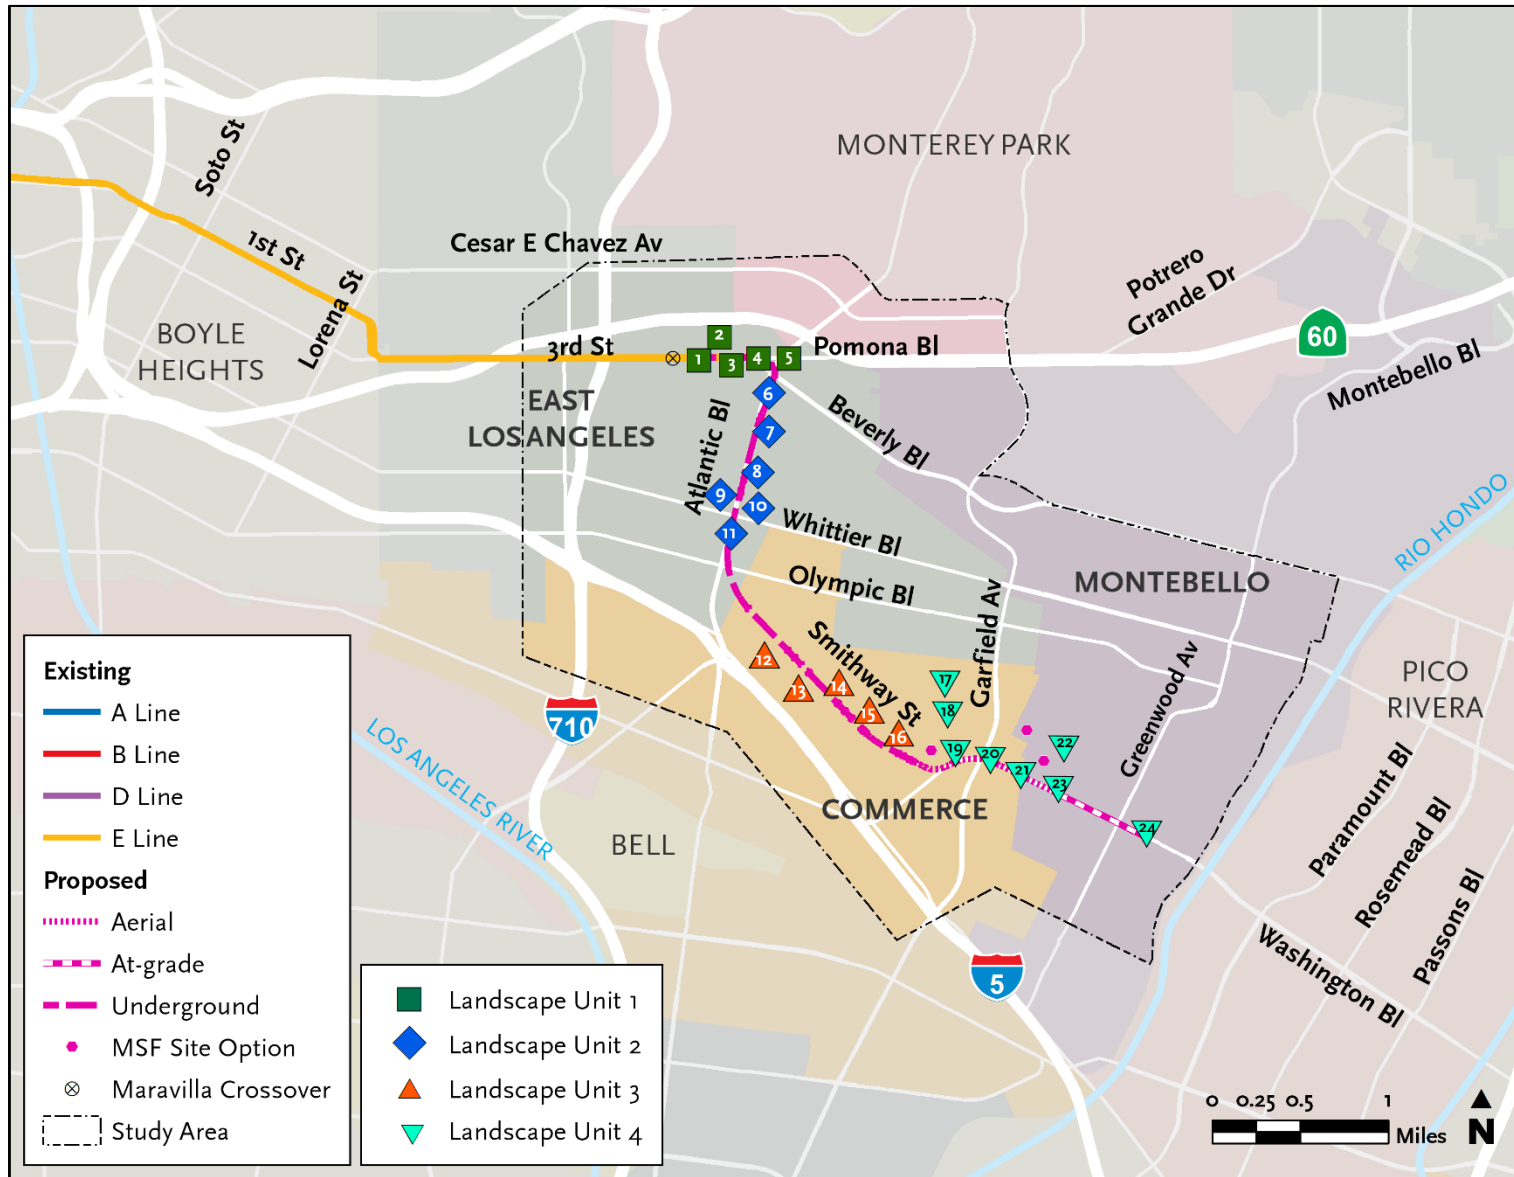 MONTEREY PARK
Soto St
Cesar E Chavez Av
1st St
Potrero
Grande Dr
Lorena St
BOYLE
HEIGHTS
3rd St
2
1
3
4
5
Pomona Bl
60
Montebello Bl
EAST
LOS ANGELES
6
Atlantic Bl
7
Beverly Bl
8
9
10
Whittier Bl
11
RIO HONDO
Olympic Bl
MONTEBELLO
Smithway St
Garfield Av
12
13
14
15
16
17
18
19
20
21
22
23
24
Greenwood Av
PICO
RIVERA
710
LOS ANGELES RIVER
COMMERCE
BELL
Paramount Bl
Rosemead Bl
Passons Bl
Washington Bl
5
Existing
A Line
B Line
D Line
E Line
Proposed
Aerial
At-grade
Underground
MSF Site Option
Maravilla Crossover
Study Area
Landscape Unit 1
Landscape Unit 2
Landscape Unit 3
Landscape Unit 4
0 0.25 0.5 1
Miles
N